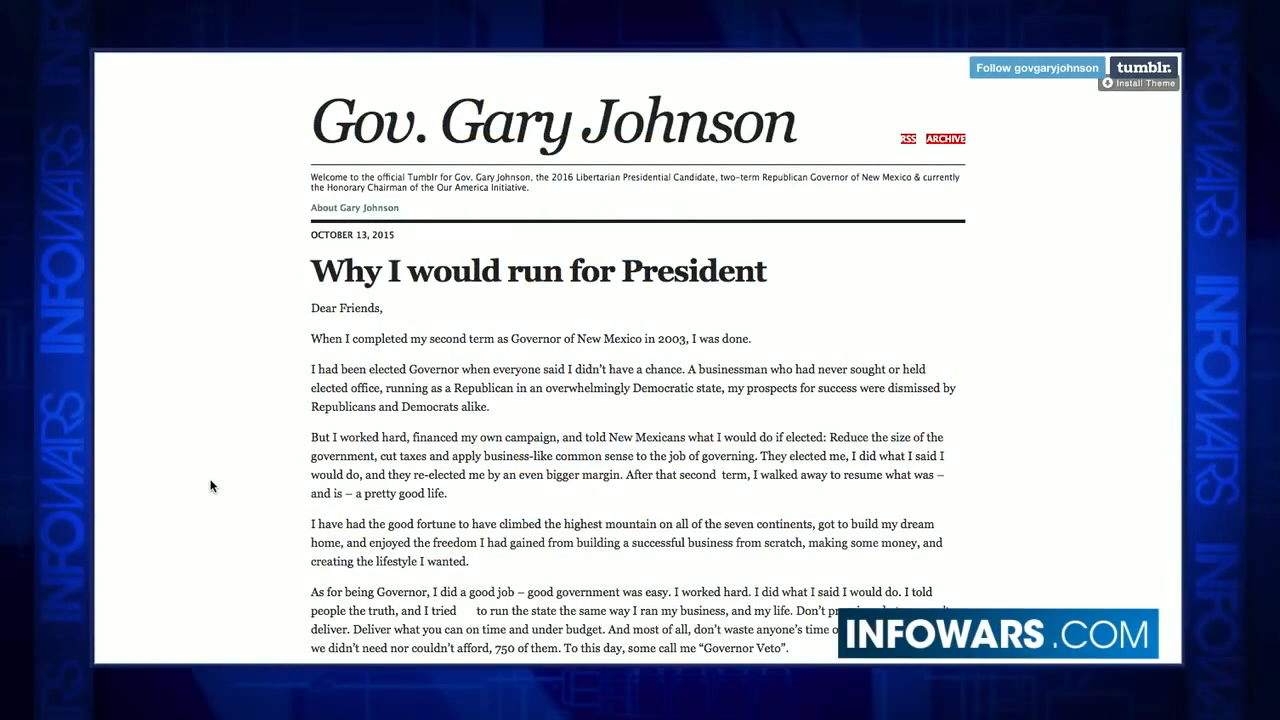 Follow govgaryjohnson
tumblr.
Install Theme
Gov. Gary Johnson
RSS ARCHIVE
Welcome to the official Tumblr for Gov. Gary Johnson, the 2016 Libertarian Presidential Candidate, two-term Republican Governor of New Mexico & currently
the Honorary Chairman of the Our America Initiative.
About Gary Johnson
OCTOBER 13, 2015
Why I would run for President
Dear Friends,
When I completed my second term as Governor of New Mexico in 2003, I was done.
I had been elected Governor when everyone said I didn't have a chance. A businessman who had never sought or held
elected office, running as a Republican in an overwhelmingly Democratic state, my prospects for success were dismissed by
Republicans and Democrats alike.
But I worked hard, financed my own campaign, and told New Mexicans what I would do if elected: Reduce the size of the
government, cut taxes and apply business-like common sense to the job of governing. They elected me, I did what I said I
would do, and they re-elected me by an even bigger margin. After that second term, I walked away to resume what was –
and is – a pretty good life.
I have had the good fortune to have climbed the highest mountain on all of the seven continents, got to build my dream
home, and enjoyed the freedom I had gained from building a successful business from scratch, making some money, and
creating the lifestyle I wanted.
As for being Governor, I did a good job – good government was easy. I worked hard. I did what I said I would do. I told
people the truth, and I tried to run the state the same way I ran my business, and my life. Don't
deliver. Deliver what you can on time and under budget. And most of all, don't waste anyone's time
we didn't need nor couldn't afford, 750 of them. To this day, some call me “Governor Veto”.
INFOWARS.COM
INFOWARS
INFOWARS
INFOWARS
INFOWARS